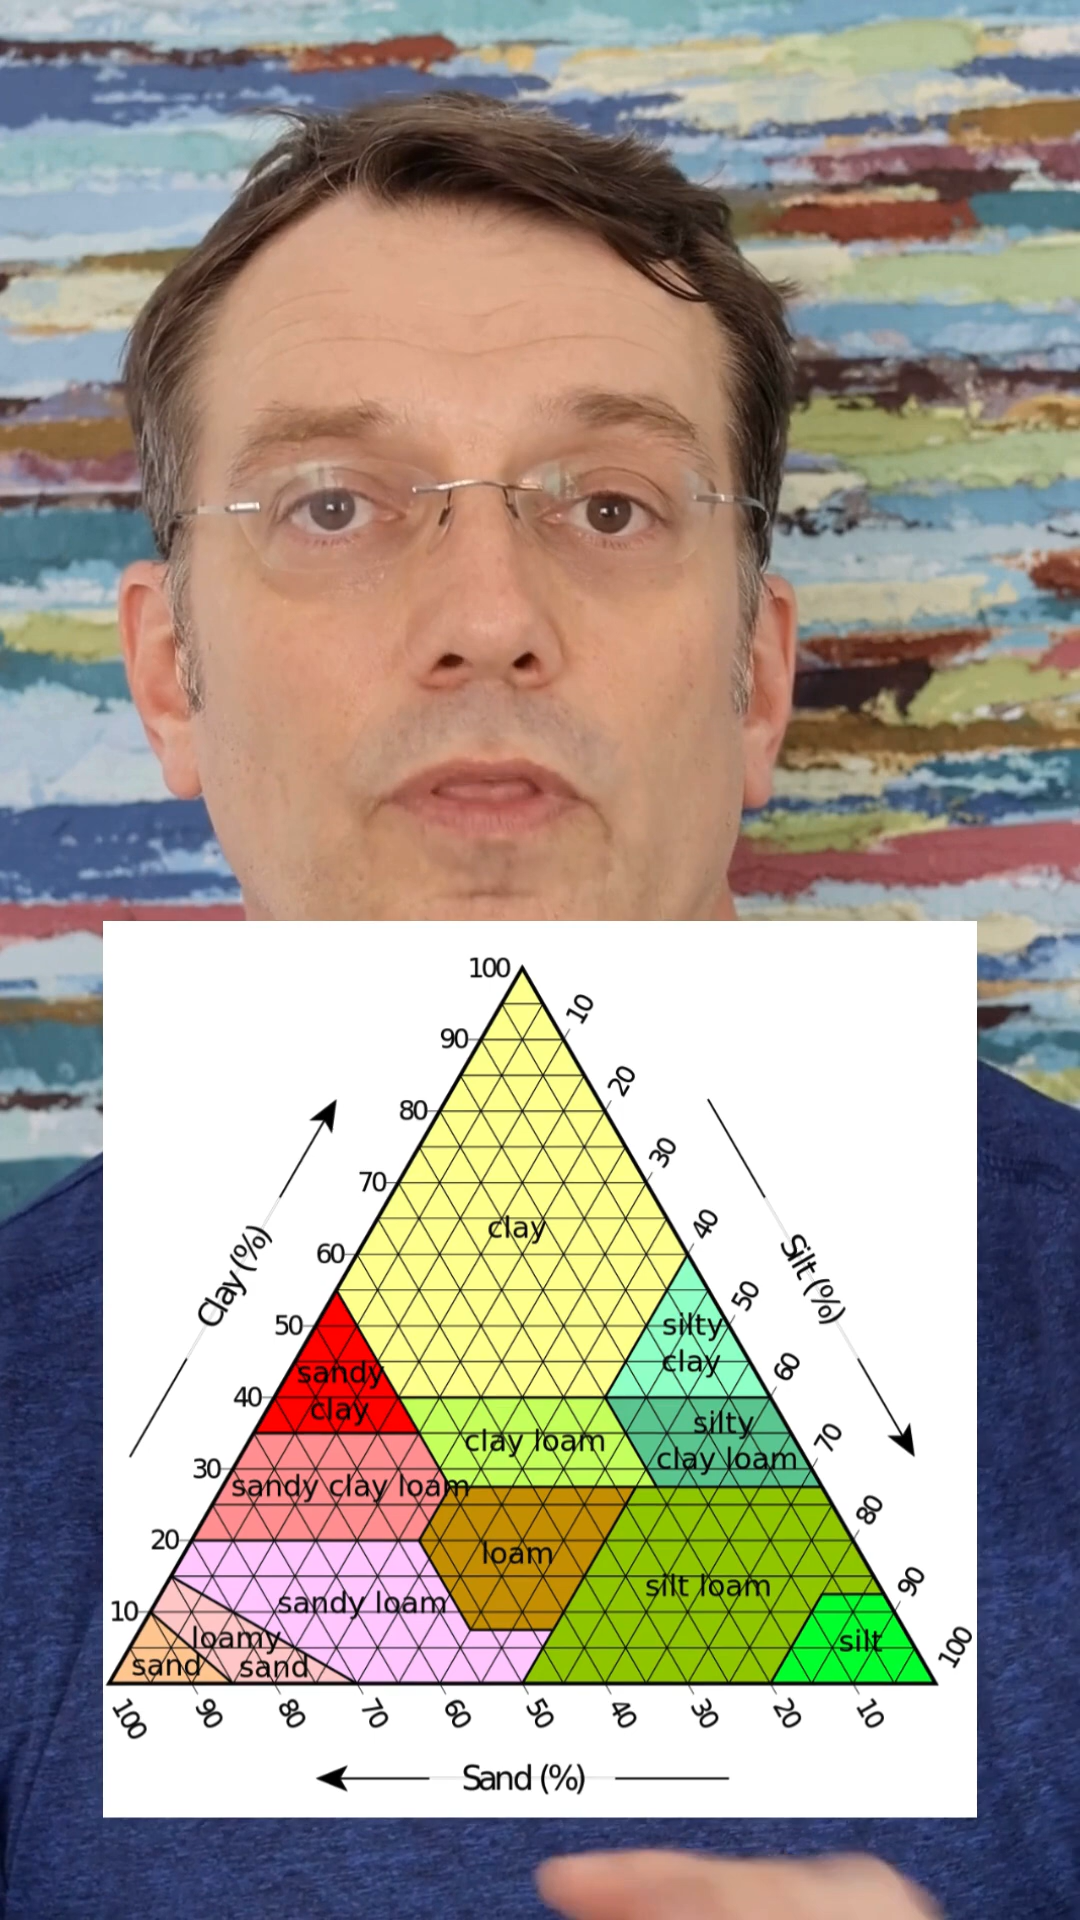 100
10
90
20
80
30
70
clay
40
60
Clay (%)
Silt (%)
50
50
silty
clay
60
sandy
clay
40
silty
clay loam
70
clay loam
30
sandy clay loam
80
20
loam
silt loam
90
sandy loam
10
loamy
sand
silt
100
sand
100
90
80
70
60
50
40
30
20
10
Sand (%)